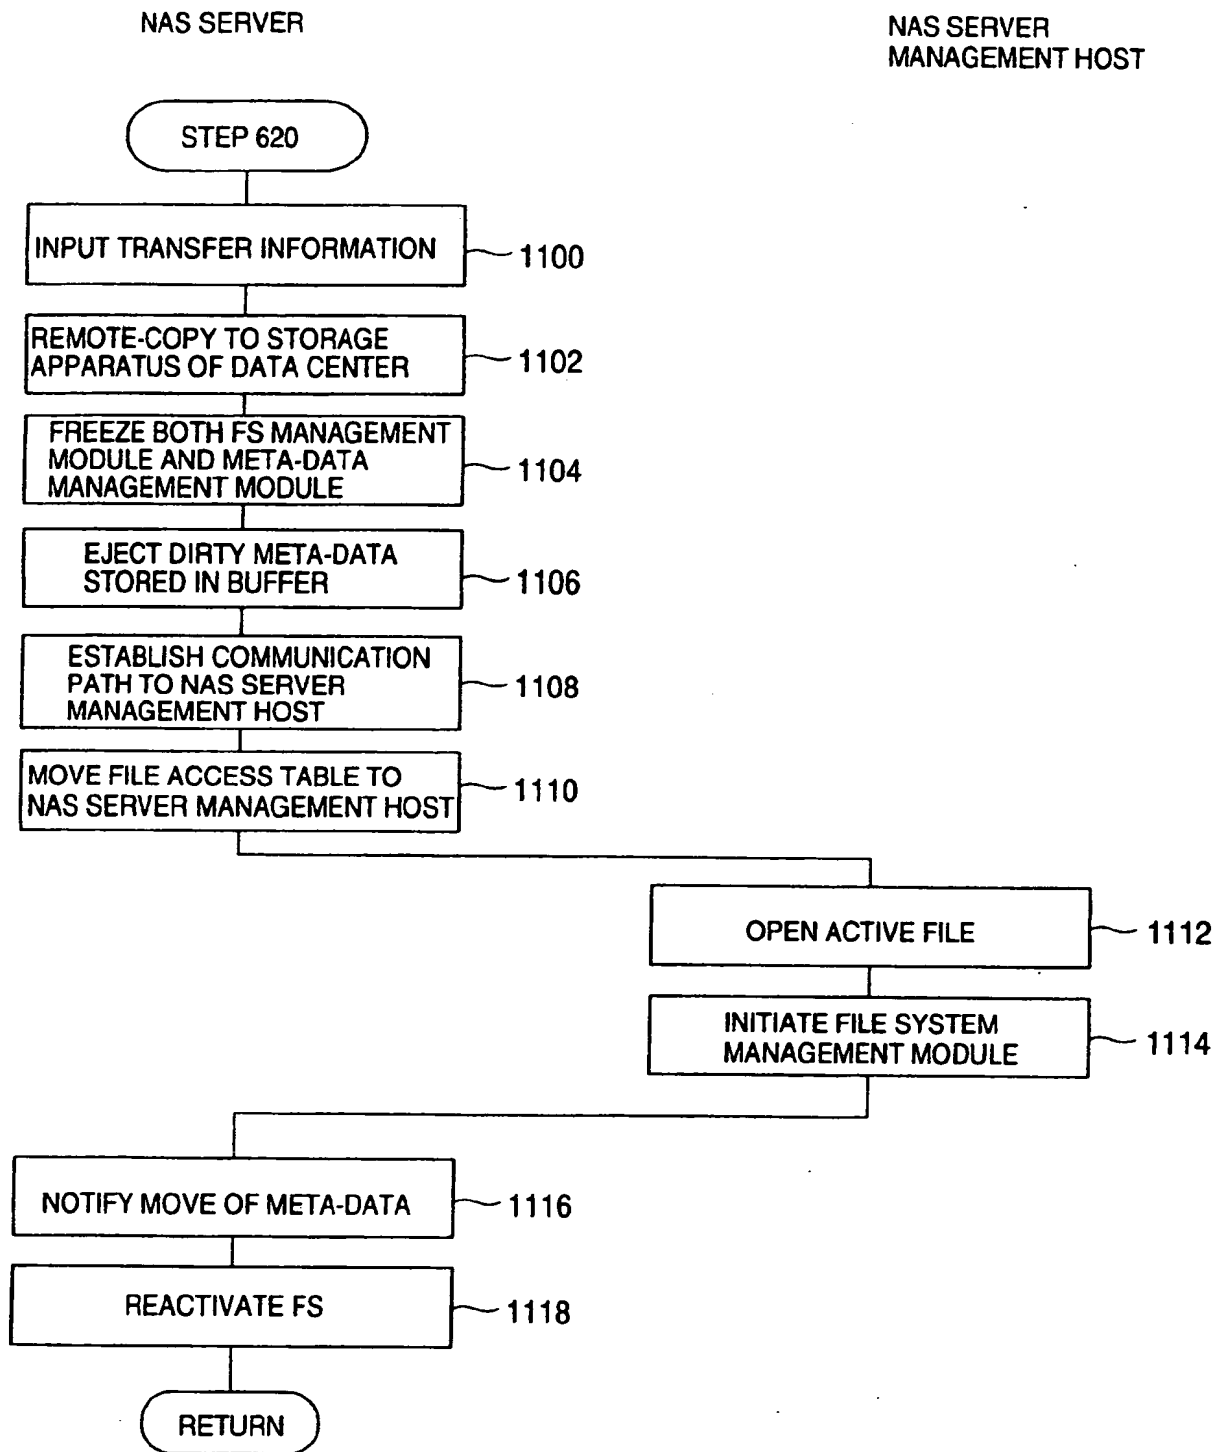 NAS SERVER
NAS SERVER
MANAGEMENT HOST
STEP 620
INPUT TRANSFER INFORMATION
1100
REMOTE-COPY TO STORAGE
APPARATUS OF DATA CENTER
1102
FREEZE BOTH FS MANAGEMENT
MODULE AND META-DATA
MANAGEMENT MODULE
1104
EJECT DIRTY META-DATA
STORED IN BUFFER
1106
ESTABLISH COMMUNICATION
PATH TO NAS SERVER
MANAGEMENT HOST
1108
MOVE FILE ACCESS TABLE TO
NAS SERVER MANAGEMENT HOST
1110
OPEN ACTIVE FILE
1112
INITIATE FILE SYSTEM
MANAGEMENT MODULE
1114
NOTIFY MOVE OF META-DATA
1116
REACTIVATE FS
1118
RETURN